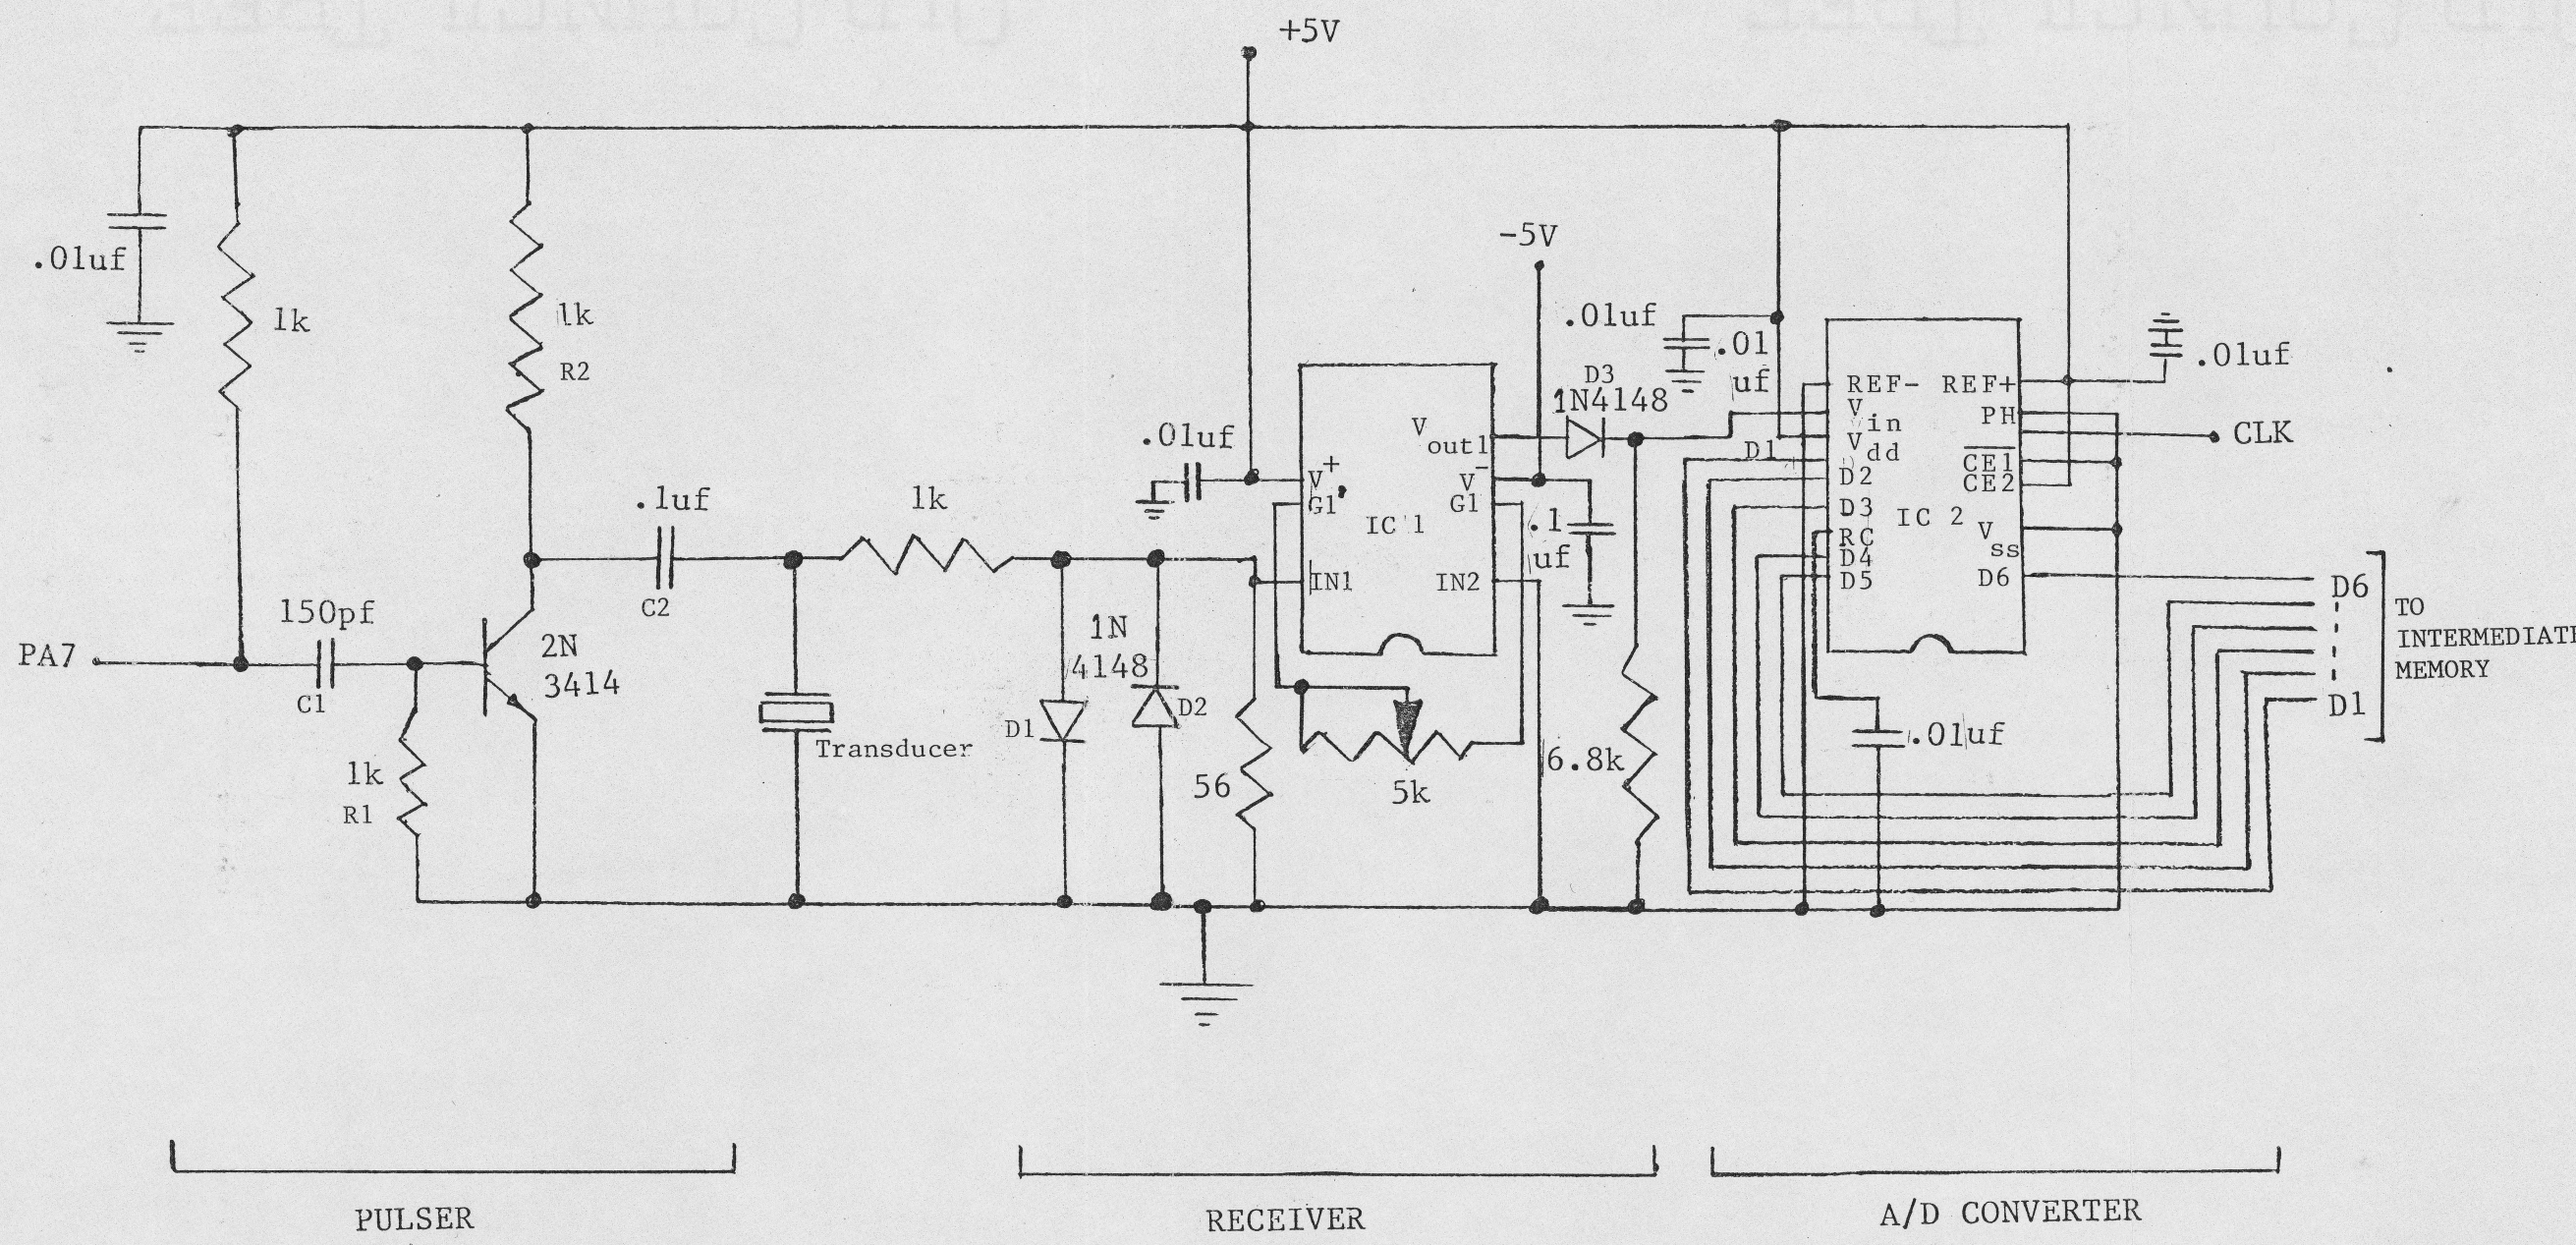 +5V
.01uf
1k
1k
R2
-5V
.01uf
.01
uf
D3
1N4148
.01uf
REF- REF+
Vin
PH
CLK
Vdd
D1
CE1
D2
CE2
D3
IC 2
Vss
RC
D4
D5
D6
.01uf
Vout1
V+
V-
G1
G1
IC 1
IN1
IN2
.1
uf
.1uf
C2
1k
150pf
C1
PA7
2N
3414
1N
4148
D1
D2
Transducer
1k
R1
56
5k
6.8k
.01uf
D6
D1
TO
INTERMEDIATE
MEMORY
PULSER
RECEIVER
A/D CONVERTER